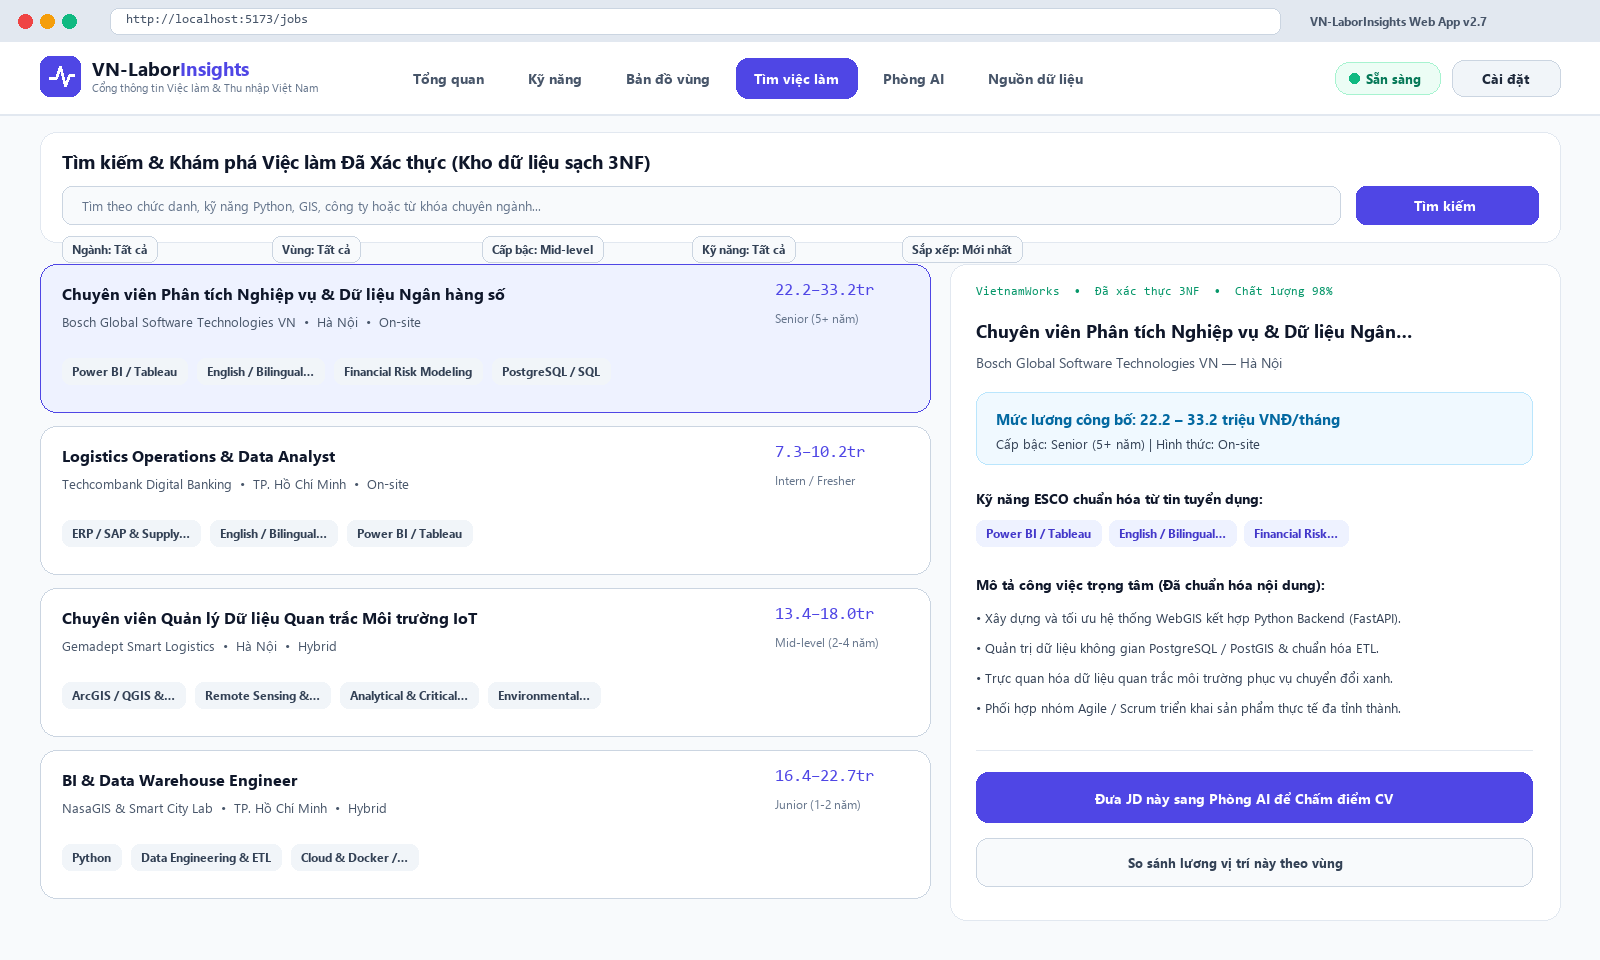 http://localhost:5173/jobs
VN-LaborInsights Web App v2.7
VN-LaborInsights
Cổng thông tin Việc làm & Thu nhập Việt Nam
Tổng quan
Kỹ năng
Bản đồ vùng
Tìm việc làm
Phòng AI
Nguồn dữ liệu
Sẵn sàng
Cài đặt
Tìm kiếm & Khám phá Việc làm Đã Xác thực (Kho dữ liệu sạch 3NF)
Tìm theo chức danh, kỹ năng Python, GIS, công ty hoặc từ khóa chuyên ngành...
Tìm kiếm
Ngành: Tất cả
Vùng: Tất cả
Cấp bậc: Mid-level
Kỹ năng: Tất cả
Sắp xếp: Mới nhất
Chuyên viên Phân tích Nghiệp vụ & Dữ liệu Ngân hàng số
22.2–33.2tr
Bosch Global Software Technologies VN • Hà Nội • On-site
Senior (5+ năm)
Power BI / Tableau
English / Bilingual...
Financial Risk Modeling
PostgreSQL / SQL
Logistics Operations & Data Analyst
7.3–10.2tr
Techcombank Digital Banking • TP. Hồ Chí Minh • On-site
Intern / Fresher
ERP / SAP & Supply...
English / Bilingual...
Power BI / Tableau
Chuyên viên Quản lý Dữ liệu Quan trắc Môi trường IoT
13.4–18.0tr
Gemadept Smart Logistics • Hà Nội • Hybrid
Mid-level (2-4 năm)
ArcGIS / QGIS &...
Remote Sensing &...
Analytical & Critical...
Environmental...
BI & Data Warehouse Engineer
16.4–22.7tr
NasaGIS & Smart City Lab • TP. Hồ Chí Minh • Hybrid
Junior (1-2 năm)
Python
Data Engineering & ETL
Cloud & Docker /...
VietnamWorks • Đã xác thực 3NF • Chất lượng 98%
Chuyên viên Phân tích Nghiệp vụ & Dữ liệu Ngân...
Bosch Global Software Technologies VN — Hà Nội
Mức lương công bố: 22.2 – 33.2 triệu VNĐ/tháng
Cấp bậc: Senior (5+ năm) | Hình thức: On-site
Kỹ năng ESCO chuẩn hóa từ tin tuyển dụng:
Power BI / Tableau
English / Bilingual...
Financial Risk...
Mô tả công việc trọng tâm (Đã chuẩn hóa nội dung):
• Xây dựng và tối ưu hệ thống WebGIS kết hợp Python Backend (FastAPI).
• Quản trị dữ liệu không gian PostgreSQL / PostGIS & chuẩn hóa ETL.
• Trực quan hóa dữ liệu quan trắc môi trường phục vụ chuyển đổi xanh.
• Phối hợp nhóm Agile / Scrum triển khai sản phẩm thực tế đa tỉnh thành.
Đưa JD này sang Phòng AI để Chấm điểm CV
So sánh lương vị trí này theo vùng